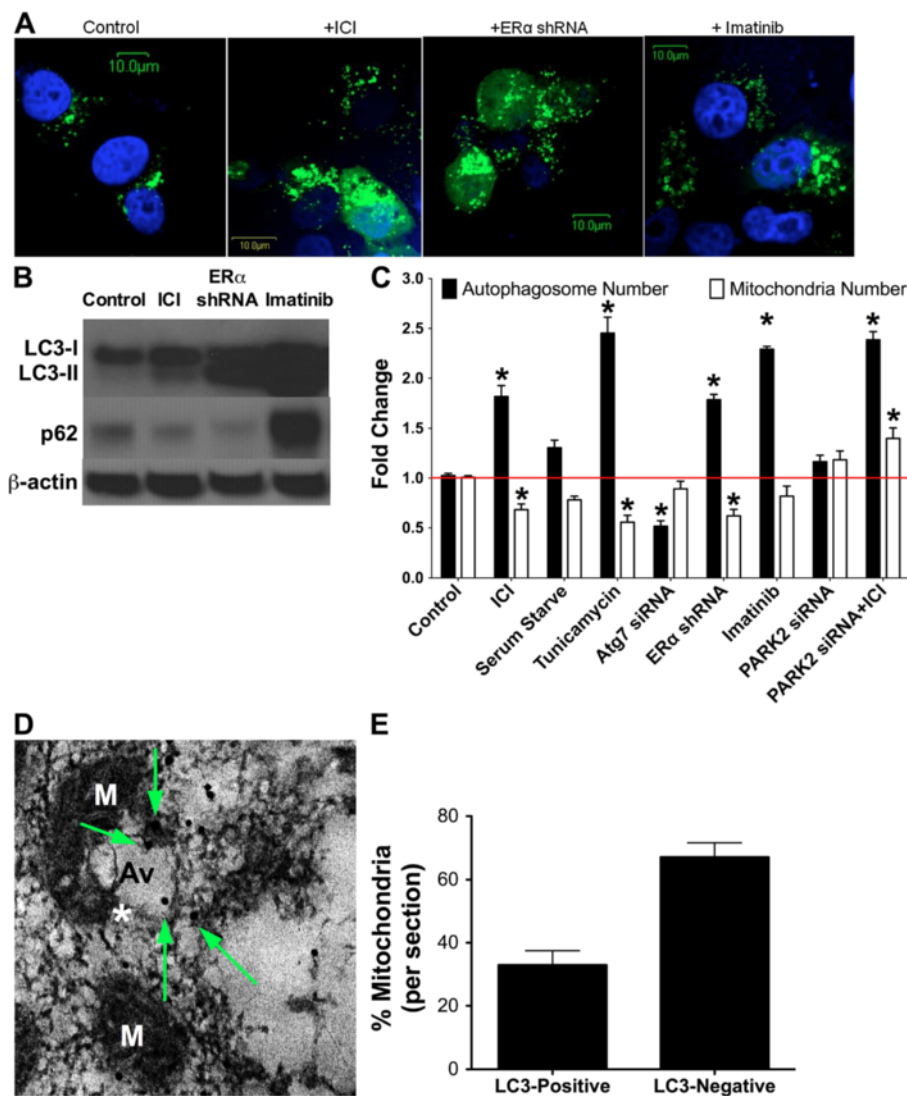 A
Control
+ICI
+ERα shRNA
+ Imatinib
10.0µm
10.0µm
10.0µm
10.0µm
B
Control
ICI
ERα
shRNA
Imatinib
LC3-I
LC3-II
p62
β-actin
C
Autophagosome Number
Mitochondria Number
Fold Change
3.0
2.5
2.0
1.5
1.0
0.5
0.0
* * * * * * * * * *
Control
ICI
Serum Starve
Tunicamycin
Atg7 siRNA
ERα shRNA
Imatinib
PARK2 siRNA
PARK2 siRNA+ICI
D
M
Av
*
M
E
% Mitochondria
(per section)
80
60
40
20
0
LC3-Positive
LC3-Negative